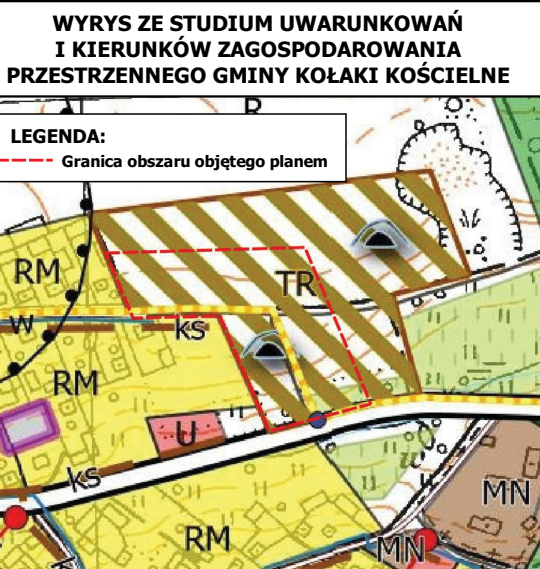 WYRYS ZE STUDIUM UWARUNKOWAŃ
I KIERUNKÓW ZAGOSPODAROWANIA
PRZESTRZENNEGO GMINY KOŁAKI KOŚCIELNE
R
LEGENDA:
Granica obszaru objętego planem
RM
TR
W
ks
RM
U
ks
MN
RM
MN